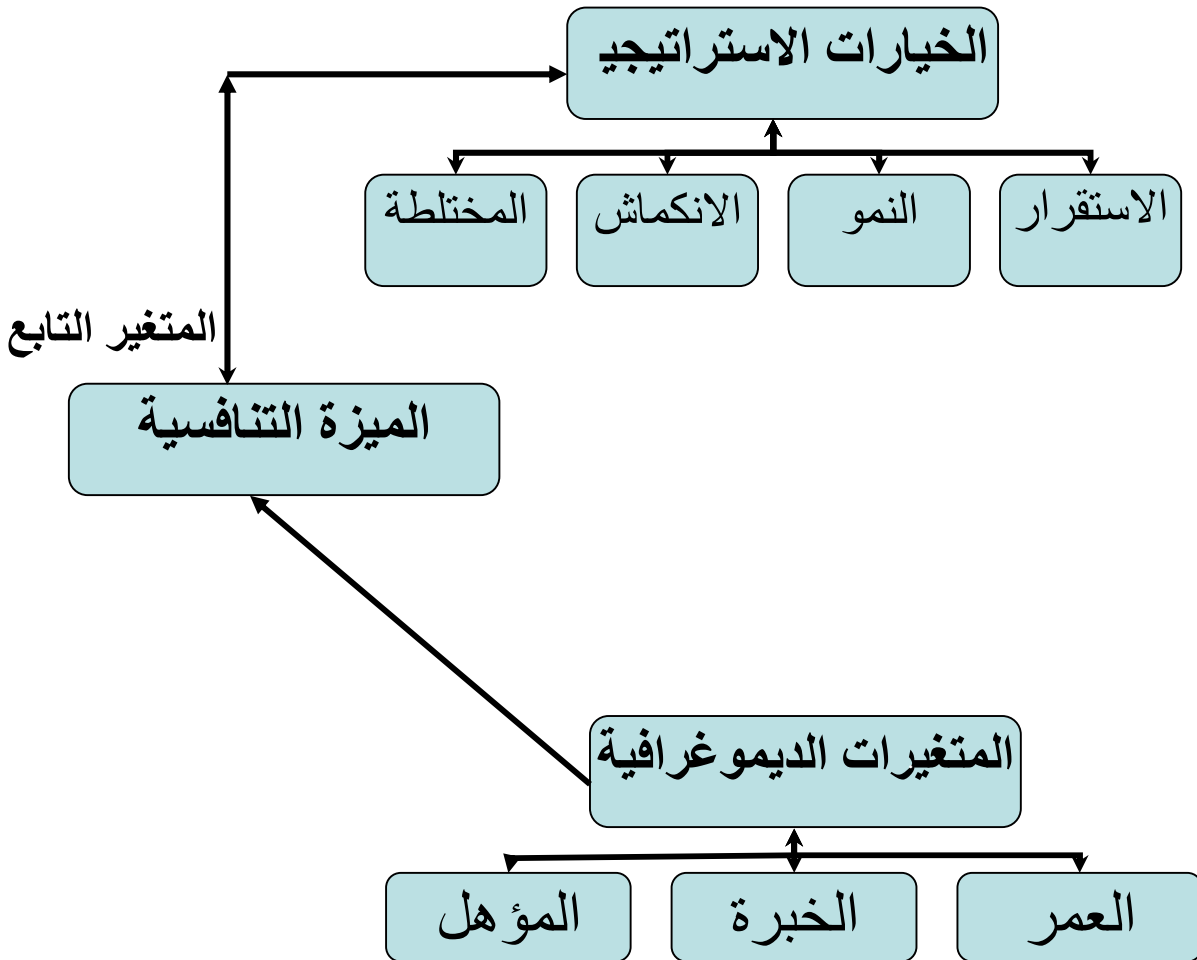 الخيارات الاستراتيجي
الاستقرار
النمو
الانكماش
المختلطة
المتغير التابع
الميزة التنافسية
المتغيرات الديموغرافية
العمر
الخبرة
المؤهل